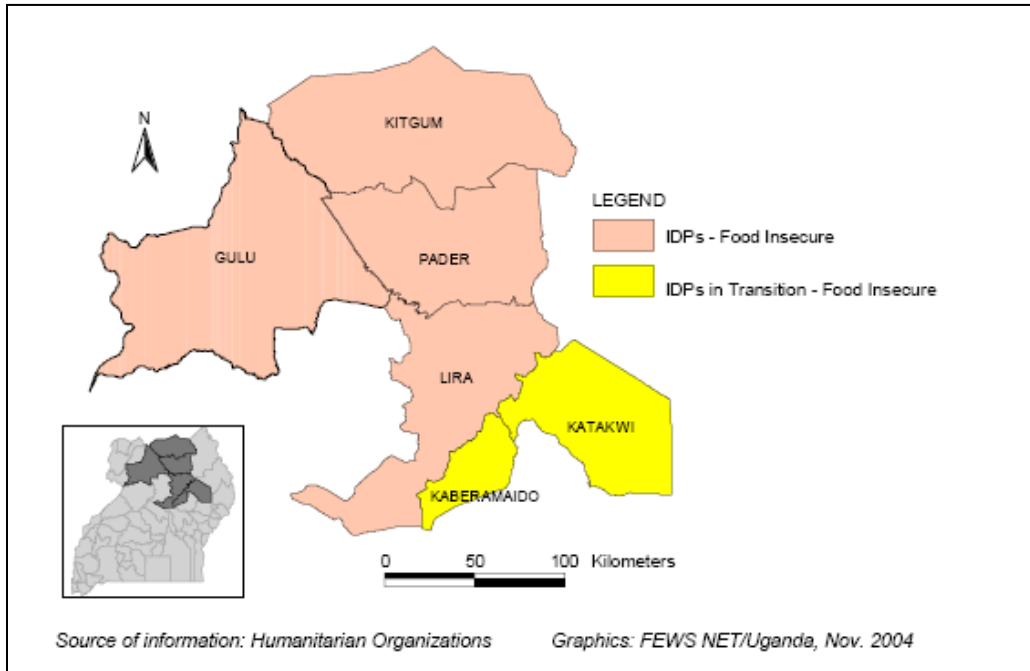 N
KITGUM
LEGEND
IDPs - Food Insecure
GULU
PADER
IDPs in Transition - Food Insecure
LIRA
KATAKWI
KABERAMAIDO
0 50 100 Kilometers
Source of information: Humanitarian Organizations Graphics: FEWS NET/Uganda, Nov. 2004